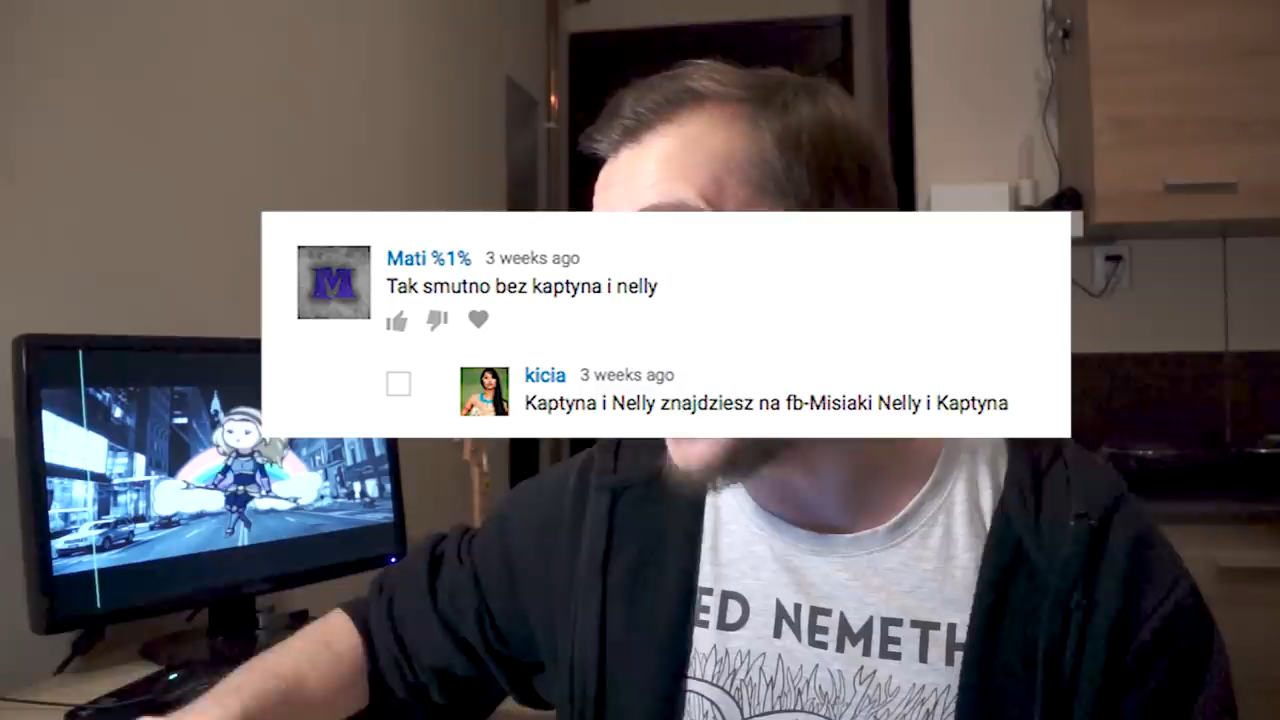 Mati %1% 3 weeks ago
Tak smutno bez kaptyna i nelly
kicia 3 weeks ago
Kaptyna i Nelly znajdziesz na fb-Misiaki Nelly i Kaptyna
ED NEMETH